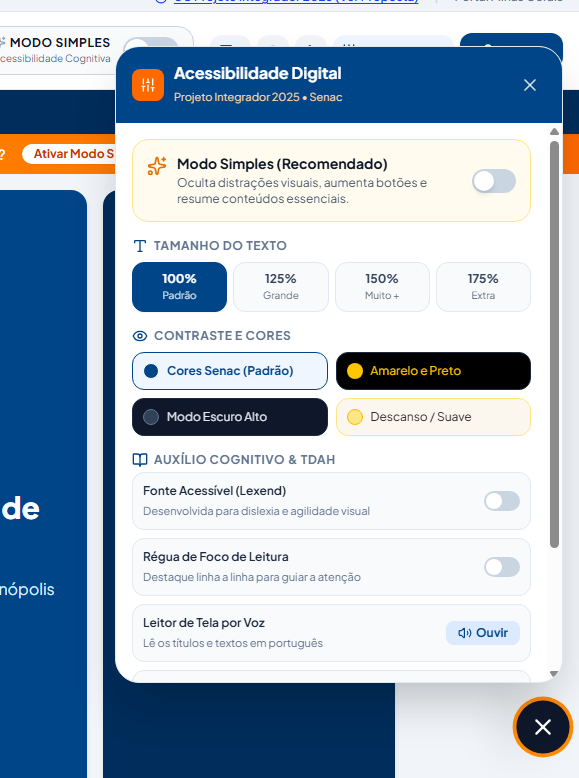 MODO SIMPLES
Acessibilidade Digital
Projeto Integrador 2025 • Senac
?
Ativar Modo S
Modo Simples (Recomendado)
Oculta distrações visuais, aumenta botões e
resume conteúdos essenciais.
TAMANHO DO TEXTO
100%
Padrão
125%
Grande
150%
Muito +
175%
Extra
CONTRASTE E CORES
Cores Senac (Padrão)
Amarelo e Preto
Modo Escuro Alto
Descanso / Suave
AUXÍLIO COGNITIVO & TDAH
Fonte Acessível (Lexend)
Desenvolvida para dislexia e agilidade visual
de
Régua de Foco de Leitura
Destaque linha a linha para guiar a atenção
nópolis
Leitor de Tela por Voz
Lê os títulos e textos em português
Ouvir